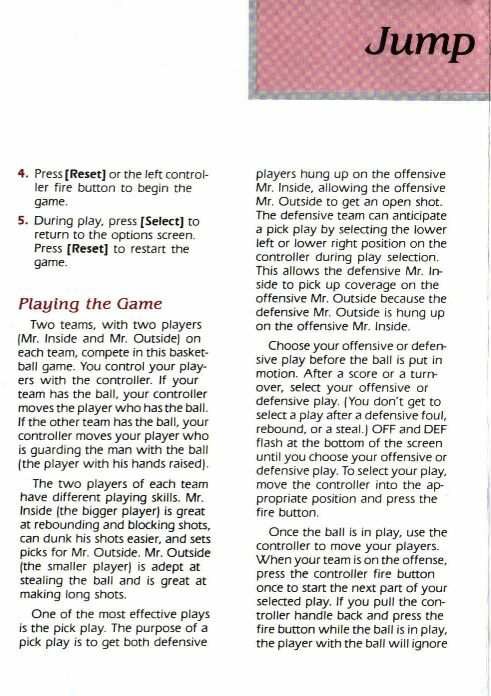 Jump
4. Press [Reset] or the left control-
ler fire button to begin the
game.
5. During play, press [Select] to
return to the options screen.
Press [Reset] to restart the
game.
Playing the Game
Two teams, with two players
(Mr. Inside and Mr. Outside) on
each team, compete in this basket-
ball game. You control your play-
ers with the controller. If your
team has the ball, your controller
moves the player who has the ball.
If the other team has the ball, your
controller moves your player who
is guarding the man with the ball
(the player with his hands raised).
The two players of each team
have different playing skills. Mr.
Inside (the bigger player) is great
at rebounding and blocking shots,
can dunk his shots easier, and sets
picks for Mr. Outside. Mr. Outside
(the smaller player) is adept at
stealing the ball and is great at
making long shots.
One of the most effective plays
is the pick play. The purpose of a
pick play is to get both defensive
players hung up on the offensive
Mr. Inside, allowing the offensive
Mr. Outside to get an open shot.
The defensive team can anticipate
a pick play by selecting the lower
left or lower right position on the
controller during play selection.
This allows the defensive Mr. In-
side to pick up coverage on the
offensive Mr. Outside because the
defensive Mr. Outside is hung up
on the offensive Mr. Inside.
Choose your offensive or defen-
sive play before the ball is put in
motion. After a score or a turn-
over, select your offensive or
defensive play. (You don't get to
select a play after a defensive foul,
rebound, or a steal.) OFF and DEF
flash at the bottom of the screen
until you choose your offensive or
defensive play. To select your play,
move the controller into the ap-
propriate position and press the
fire button.
Once the ball is in play, use the
controller to move your players.
When your team is on the offense,
press the controller fire button
once to start the next part of your
selected play. If you pull the con-
troller handle back and press the
fire button while the ball is in play,
the player with the ball will ignore